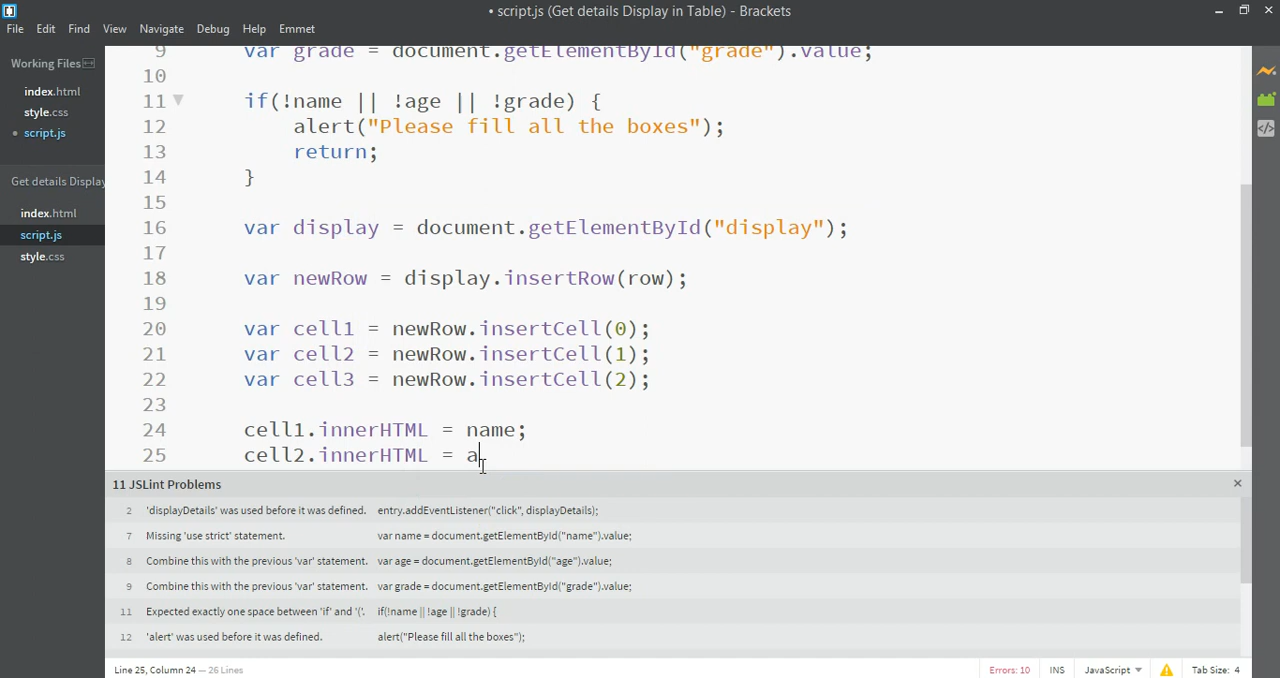 • script.js (Get details Display in Table) - Brackets
File Edit Find View Navigate Debug Help Emmet
Working Files
index.html
style.css
• script.js
Get details Display
index.html
script.js
style.css
9 var grade = document.getElementById("grade").value;
10
11 if(!name || !age || !grade) {
12 alert("Please fill all the boxes");
13 return;
14 }
15
16 var display = document.getElementById("display");
17
18 var newRow = display.insertRow(row);
19
20 var cell1 = newRow.insertCell(0);
21 var cell2 = newRow.insertCell(1);
22 var cell3 = newRow.insertCell(2);
23
24 cell1.innerHTML = name;
25 cell2.innerHTML = a
11 JSLint Problems
2 'displayDetails' was used before it was defined. entry.addEventListener("click", displayDetails);
7 Missing 'use strict' statement. var name = document.getElementById("name").value;
8 Combine this with the previous 'var' statement. var age = document.getElementById("age").value;
9 Combine this with the previous 'var' statement. var grade = document.getElementById("grade").value;
11 Expected exactly one space between 'if' and '('. if(!name || !age || !grade) {
12 'alert' was used before it was defined. alert("Please fill all the boxes");
Line 25, Column 24 — 26 Lines Errors: 10 INS JavaScript Tab Size: 4